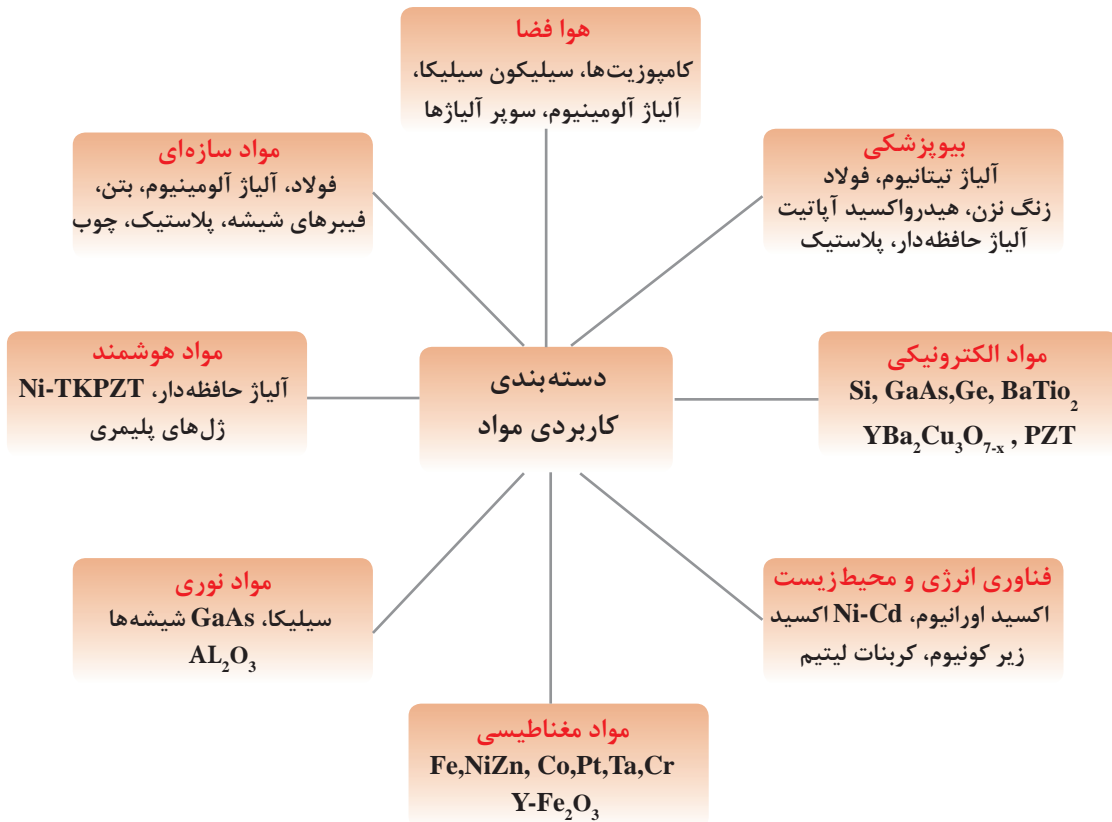 هوا فضا
کامپوزیت‌ها، سیلیکون سیلیکا،
آلیاژ آلومینیوم، سوپر آلیاژها
بیوپزشکی
آلیاژ تیتانیوم، فولاد
زنگ نزن، هیدرواکسید آپاتیت
آلیاژ حافظه‌دار، پلاستیک
مواد سازه‌ای
فولاد، آلیاژ آلومینیوم، بتن،
فیبرهای شیشه، پلاستیک، چوب
مواد الکترونیکی
Si, GaAs,Ge, BaTio₂
YBa₂Cu₃O₇₋ₓ , PZT
دسته‌بندی
کاربردی مواد
مواد هوشمند
آلیاژ حافظه‌دار، Ni-TKPZT
ژل‌های پلیمری
فناوری انرژی و محیط‌زیست
اکسید اورانیوم، Ni-Cd اکسید
زیر کونیوم، کربنات لیتیم
مواد نوری
سیلیکا، GaAs شیشه‌ها
AL₂O₃
مواد مغناطیسی
Fe,NiZn, Co,Pt,Ta,Cr
Y-Fe₂O₃